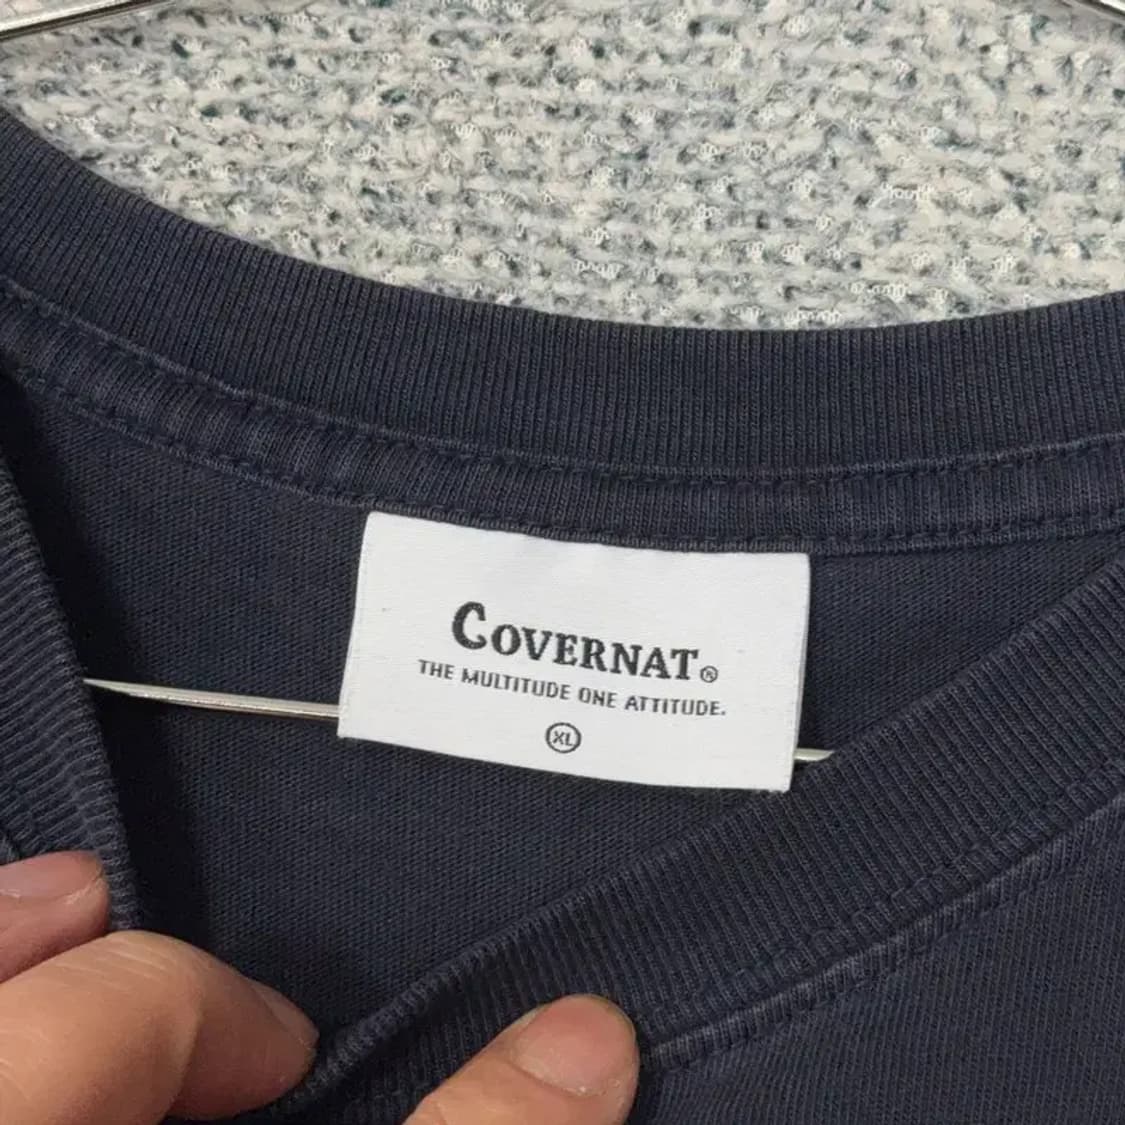 COVERNAT®
THE MULTITUDE ONE ATTITUDE.
XL